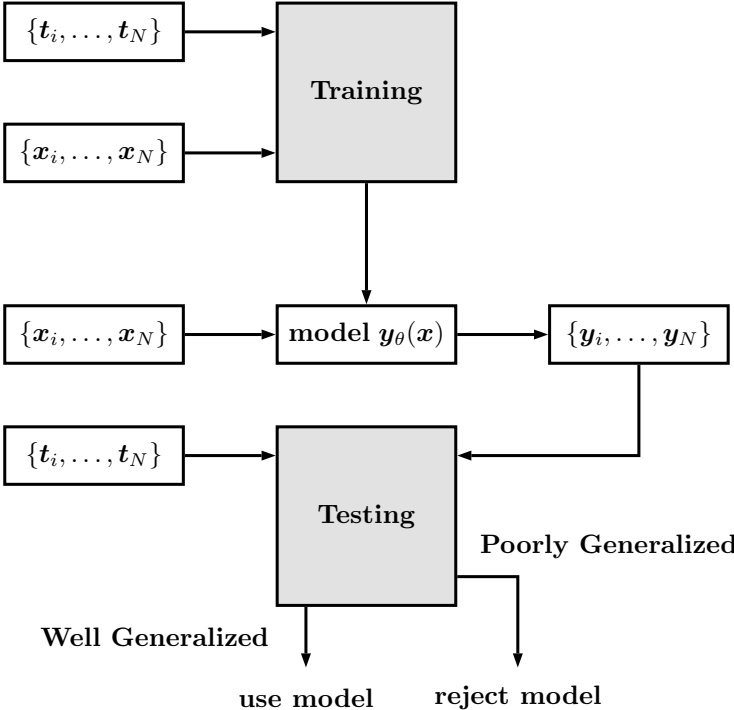 {t_i, ..., t_N}
Training
{x_i, ..., x_N}
{x_i, ..., x_N}
model y_θ(x)
{y_i, ..., y_N}
{t_i, ..., t_N}
Testing
Poorly Generalized
Well Generalized
use model
reject model